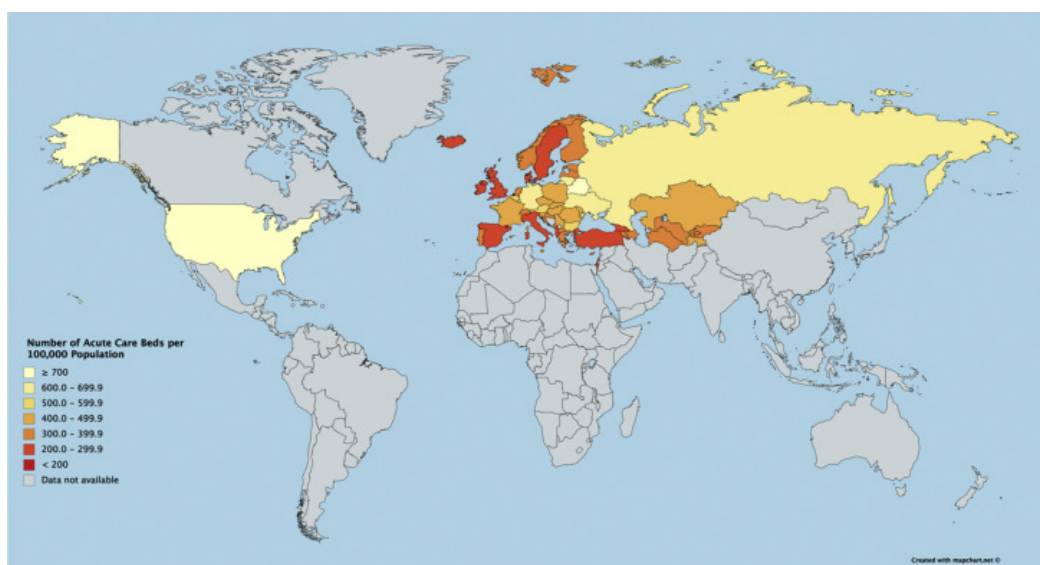 Number of Acute Care Beds per
100,000 Population
≥ 700
600.0 – 699.9
500.0 – 599.9
400.0 – 499.9
300.0 – 399.9
200.0 – 299.9
< 200
Data not available
Created with mapchart.net ©